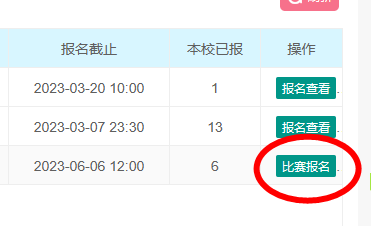 刷新
报名截止 本校已报 操作
2023-03-20 10:00 1 报名查看.
2023-03-07 23:30 13 报名查看.
2023-06-06 12:00 6 比赛报名.